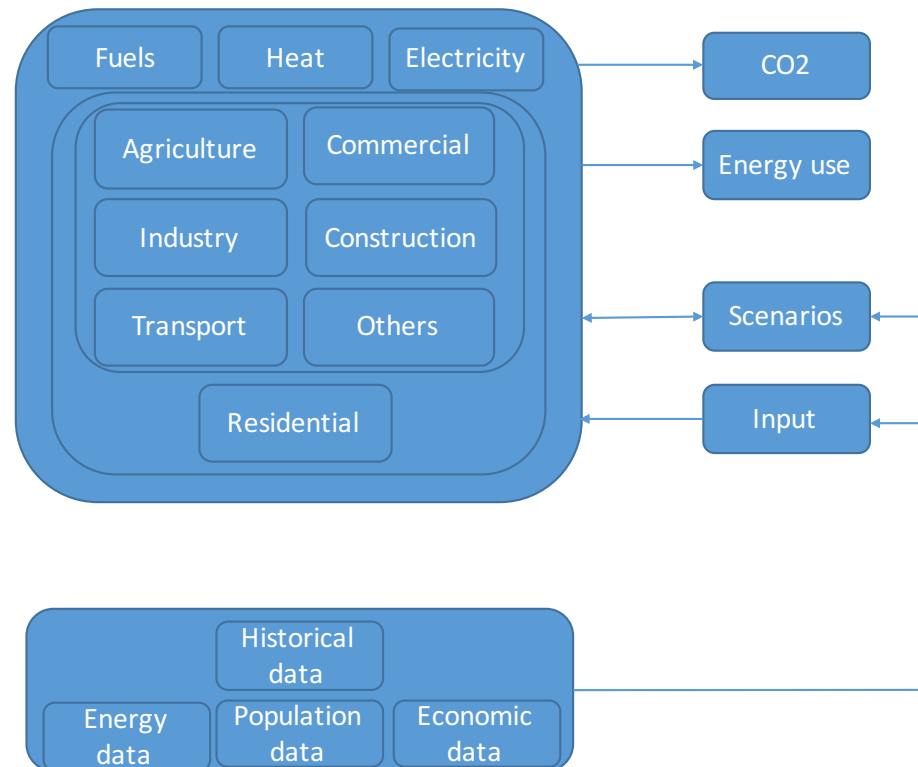 Fuels
Heat
Electricity
CO2
Agriculture
Commercial
Energy use
Industry
Construction
Transport
Others
Scenarios
Residential
Input
Historical
data
Energy
data
Population
data
Economic
data